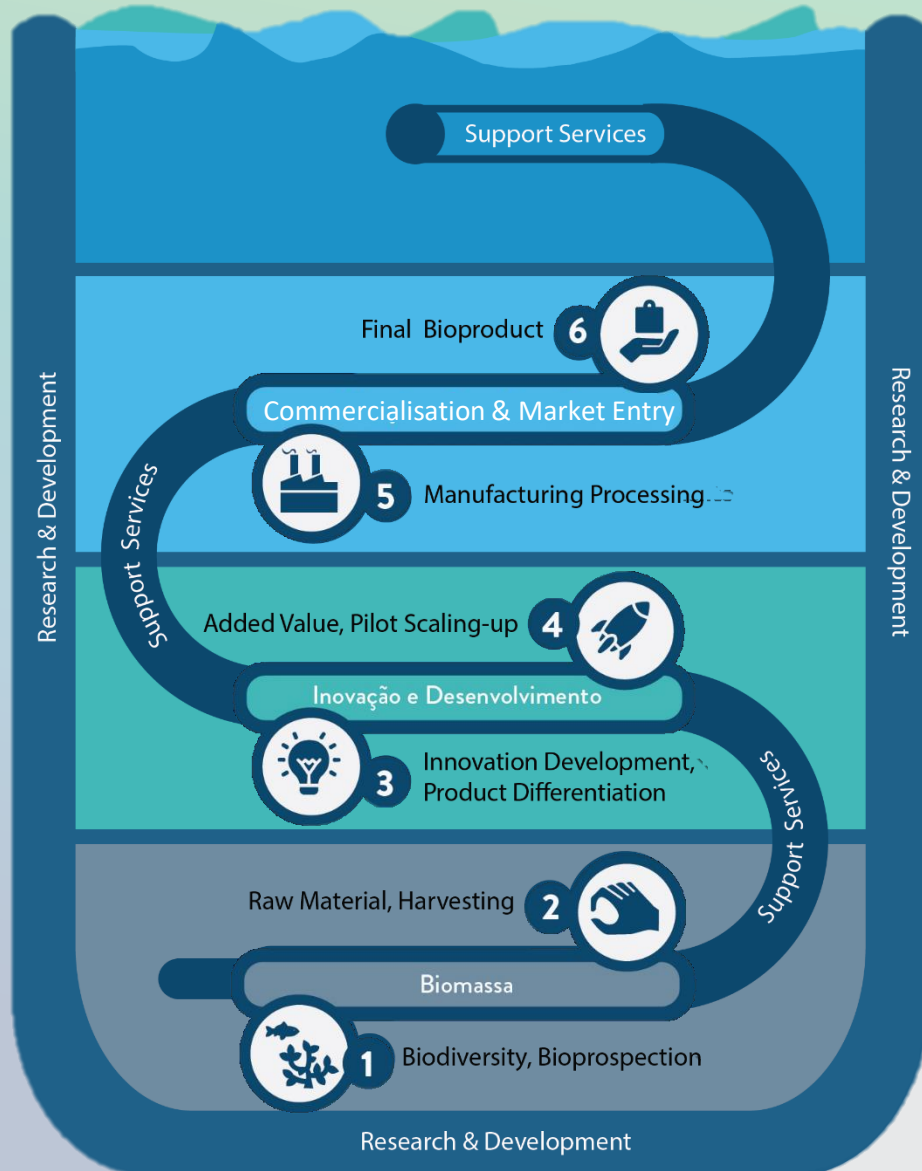 Support Services
Final Bioproduct
6
Commercialisation & Market Entry
5
Manufacturing Processing
Research & Development
Research & Development
Support Services
Added Value, Pilot Scaling-up
4
Inovação e Desenvolvimento
3
Innovation Development,
Product Differentiation
Support Services
Raw Material, Harvesting
2
Biomassa
1
Biodiversity, Bioprospection
Research & Development